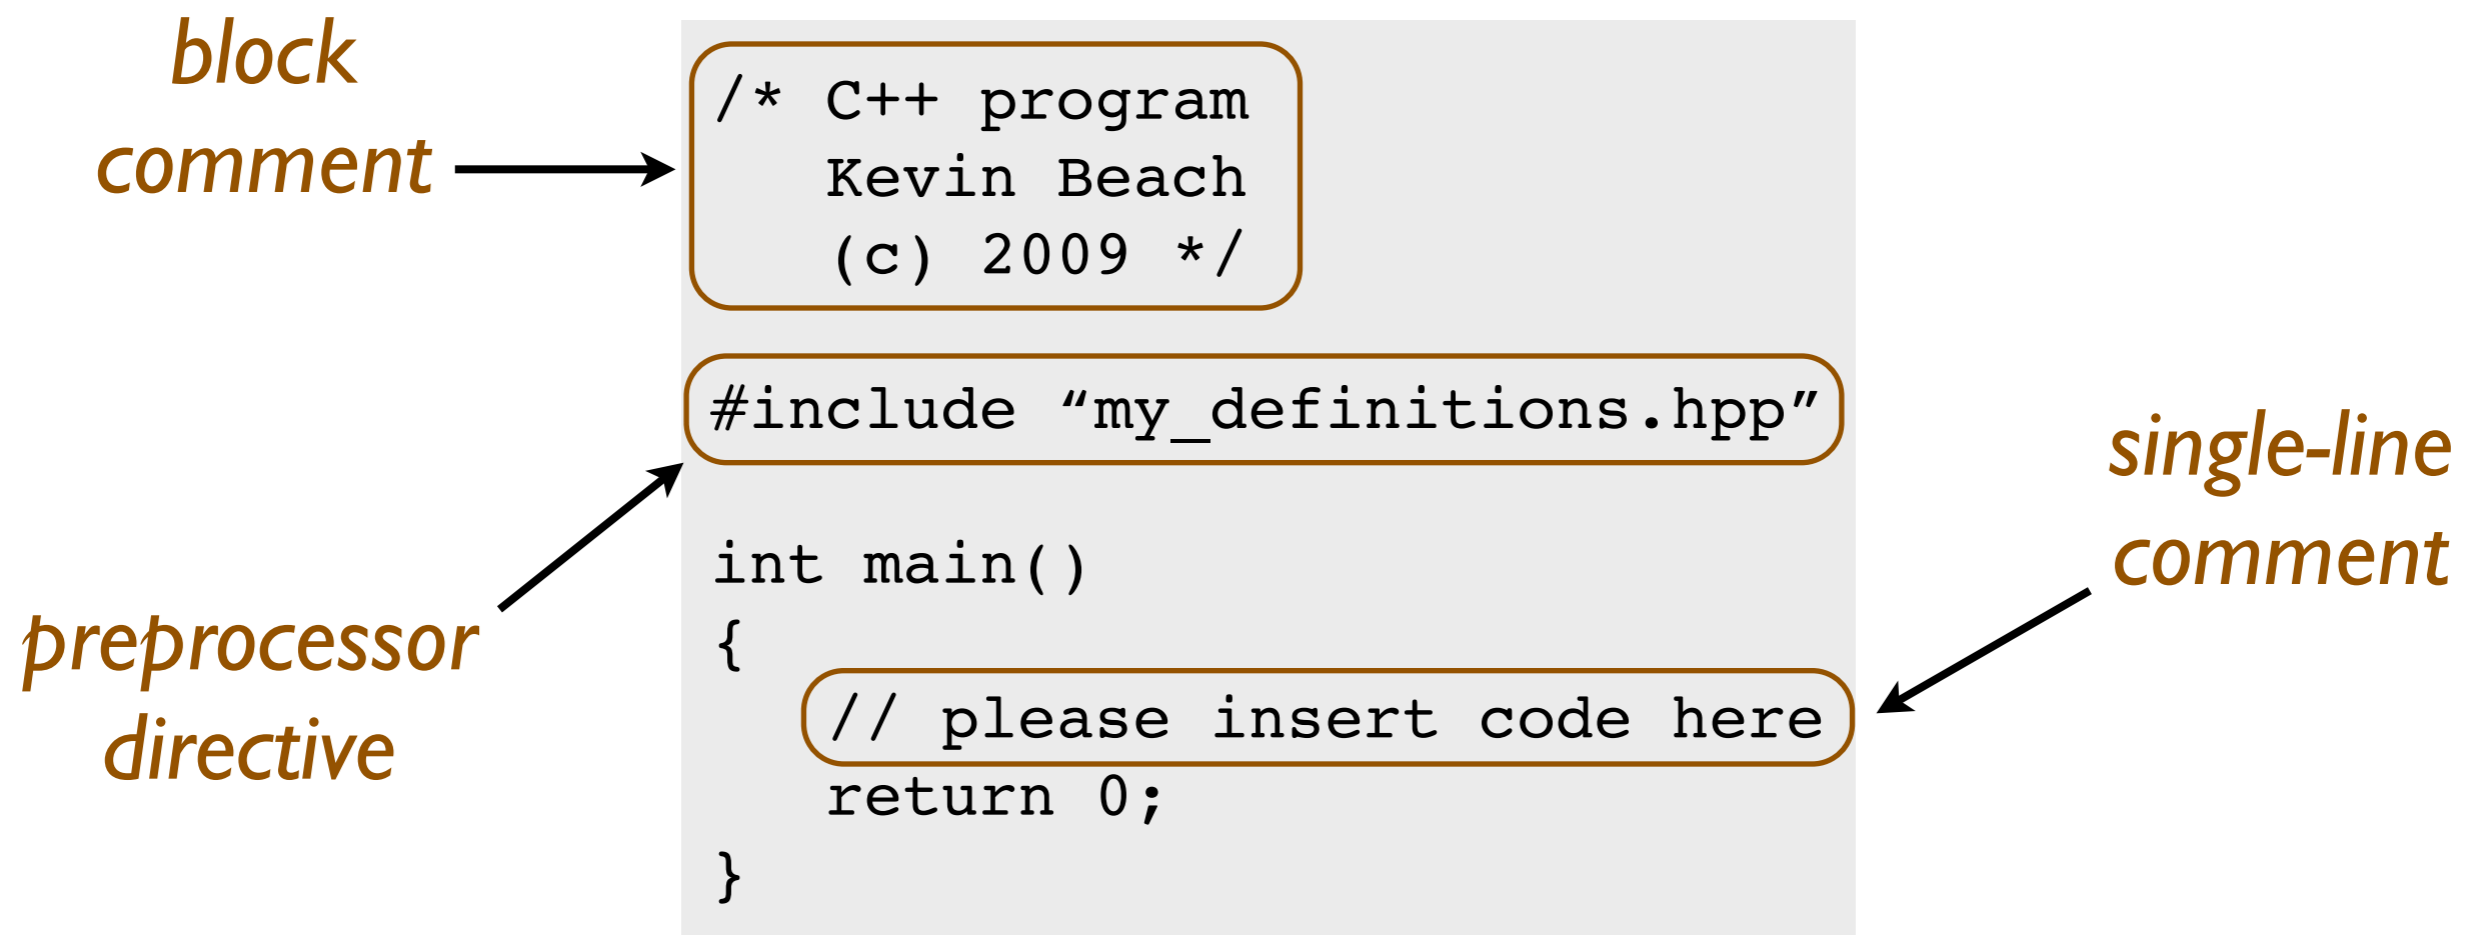 block
comment
/* C++ program
   Kevin Beach
   (c) 2009 */
#include “my_definitions.hpp”
preprocessor
directive
int main()
{
   // please insert code here
   return 0;
}
single-line
comment